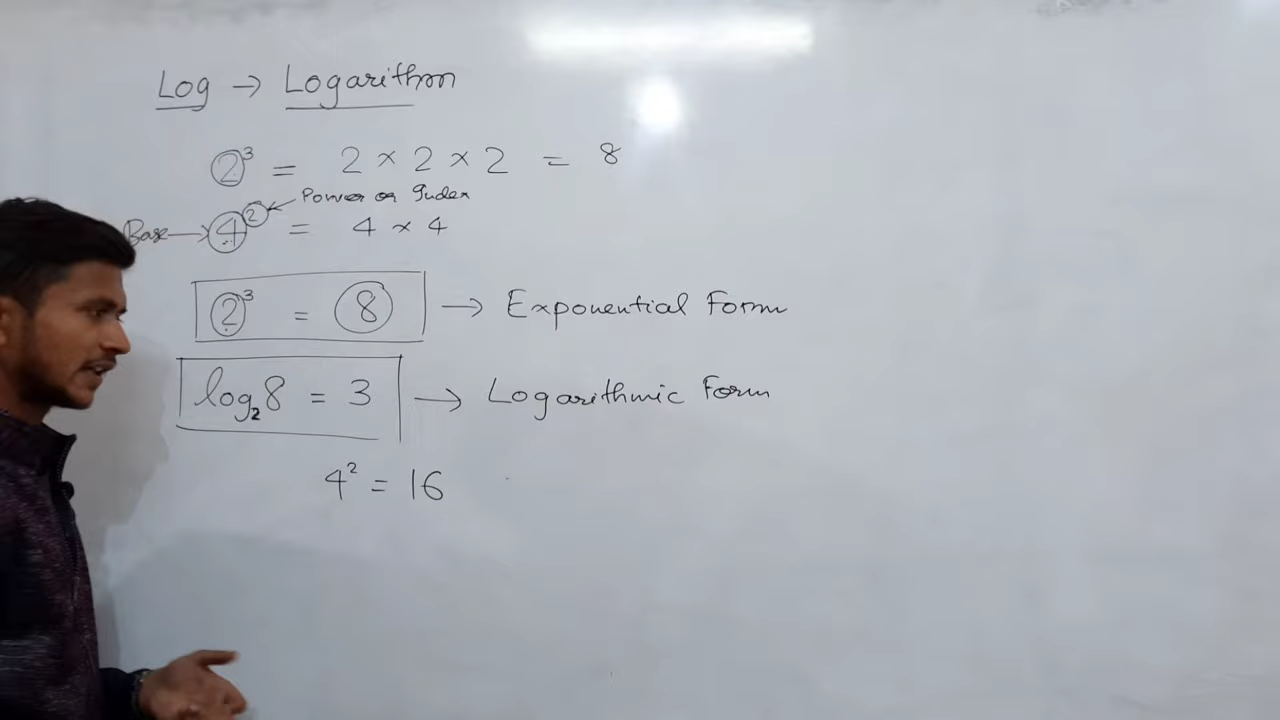 Log → Logarithm
2³ = 2 × 2 × 2 = 8
Power or Index
Base → 4² = 4 × 4
2³ = 8 → Exponential Form
log₂8 = 3 → Logarithmic Form
4² = 16